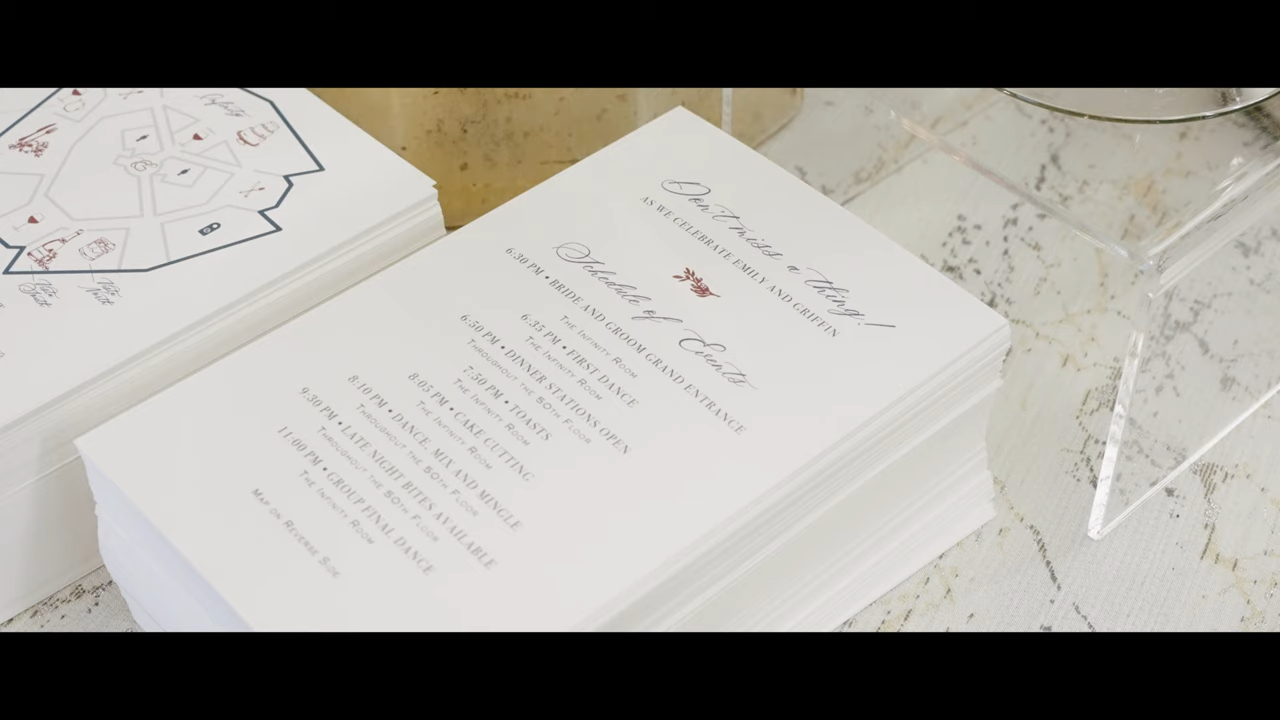 Infinity
Don't miss a thing!
AS WE CELEBRATE EMILY AND GRIFFIN
Schedule of Events
6:30 PM • BRIDE AND GROOM GRAND ENTRANCE
THE INFINITY ROOM
6:35 PM • FIRST DANCE
THE INFINITY ROOM
6:50 PM • DINNER STATIONS OPEN
THROUGHOUT THE 50TH FLOOR
7:50 PM • TOASTS
THE INFINITY ROOM
8:05 PM • CAKE CUTTING
THE INFINITY ROOM
8:10 PM • DANCE, MIX AND MINGLE
THROUGHOUT THE 50TH FLOOR
9:30 PM • LATE NIGHT BITES AVAILABLE
THROUGHOUT THE 50TH FLOOR
11:00 PM • GROUP FINAL DANCE
THE INFINITY ROOM
MAP ON REVERSE SIDE